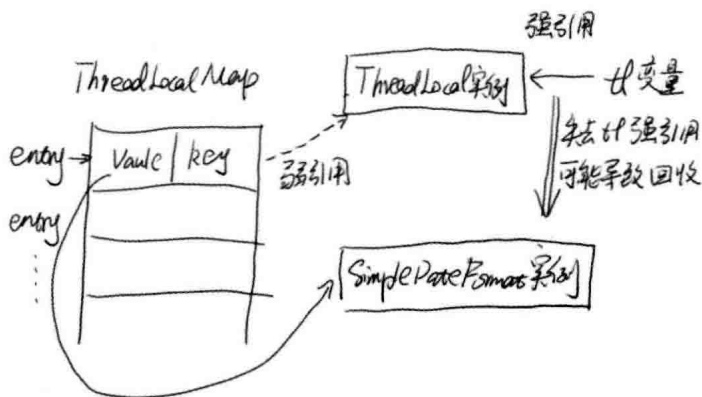 强引用
ThreadLocalMap
ThreadLocal实例
tl变量
entry
Vaule
key
弱引用
失去tl强引用
可能导致回收
entry
SimpleDateFormat实例